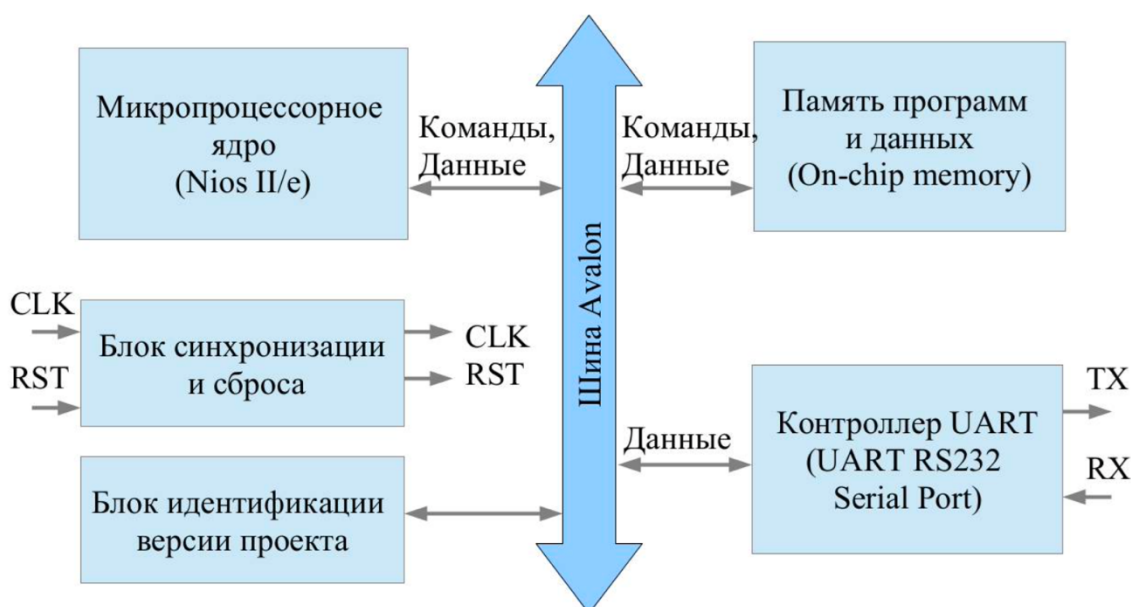 Микропроцессорное
ядро
(Nios II/e)
Команды,
Данные
Команды,
Данные
Память программ
и данных
(On-chip memory)
Шина Avalon
CLK
RST
Блок синхронизации
и сброса
CLK
RST
Данные
Контроллер UART
(UART RS232
Serial Port)
TX
RX
Блок идентификации
версии проекта